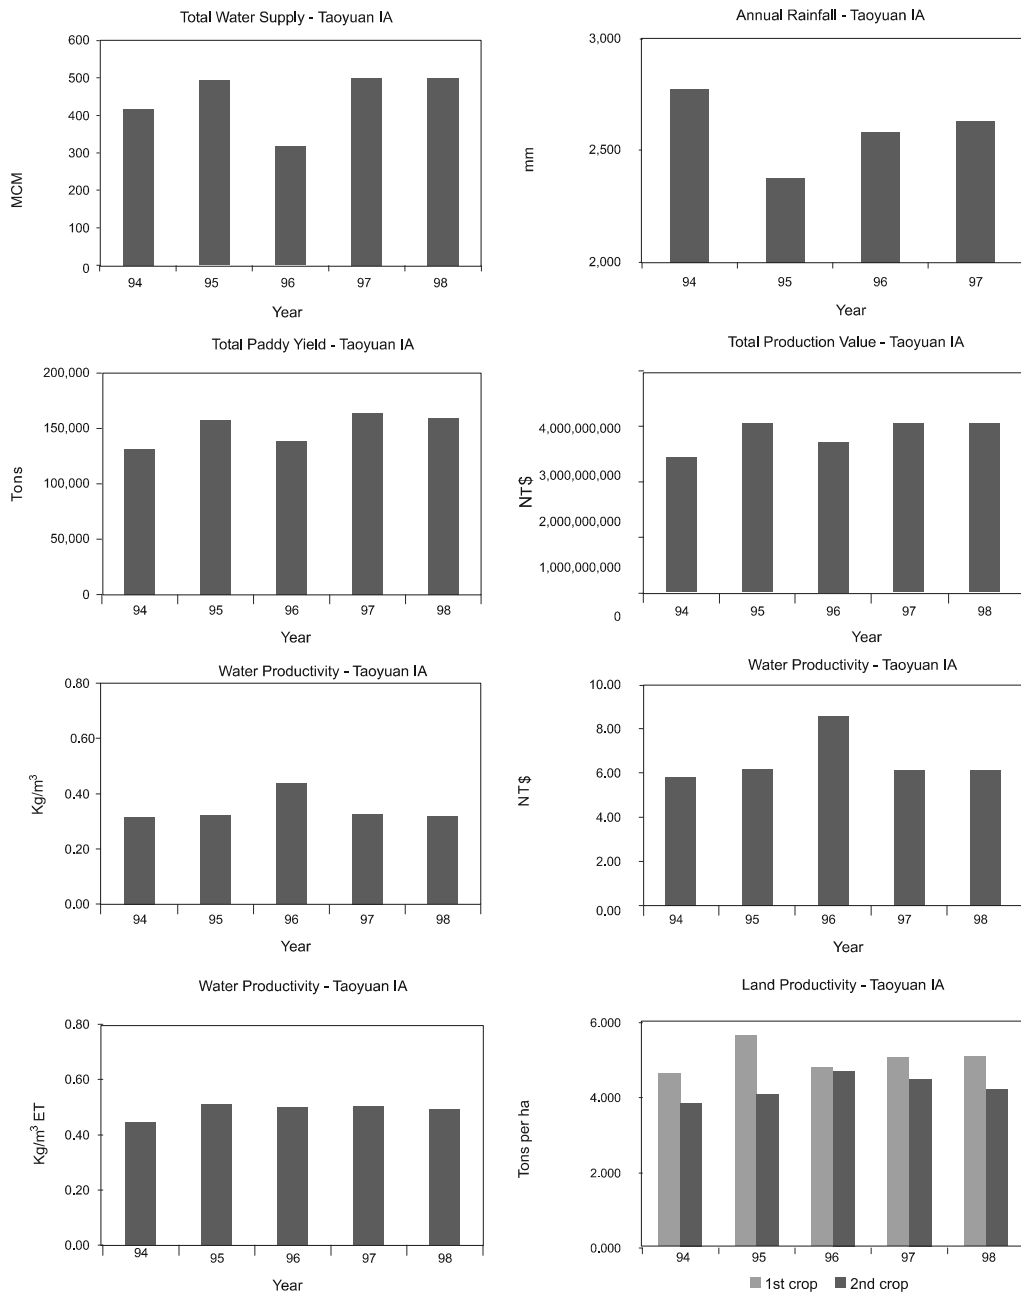 Total Water Supply - Taoyuan IA
600
500
400
300
200
100
0
MCM
94 95 96 97 98
Year
Annual Rainfall - Taoyuan IA
3,000
2,500
2,000
mm
94 95 96 97
Year
Total Paddy Yield - Taoyuan IA
200,000
150,000
100,000
50,000
0
Tons
94 95 96 97 98
Year
Total Production Value - Taoyuan IA
4,000,000,000
3,000,000,000
2,000,000,000
1,000,000,000
0
NT$
94 95 96 97 98
Year
Water Productivity - Taoyuan IA
0.80
0.60
0.40
0.20
0.00
Kg/m³
94 95 96 97 98
Year
Water Productivity - Taoyuan IA
10.00
8.00
6.00
4.00
2.00
0.00
NT$
94 95 96 97 98
Year
Water Productivity - Taoyuan IA
0.80
0.60
0.40
0.20
0.00
Kg/m³ ET
94 95 96 97 98
Year
Land Productivity - Taoyuan IA
6.000
4.000
2.000
0.000
Tons per ha
94 95 96 97 98
1st crop 2nd crop